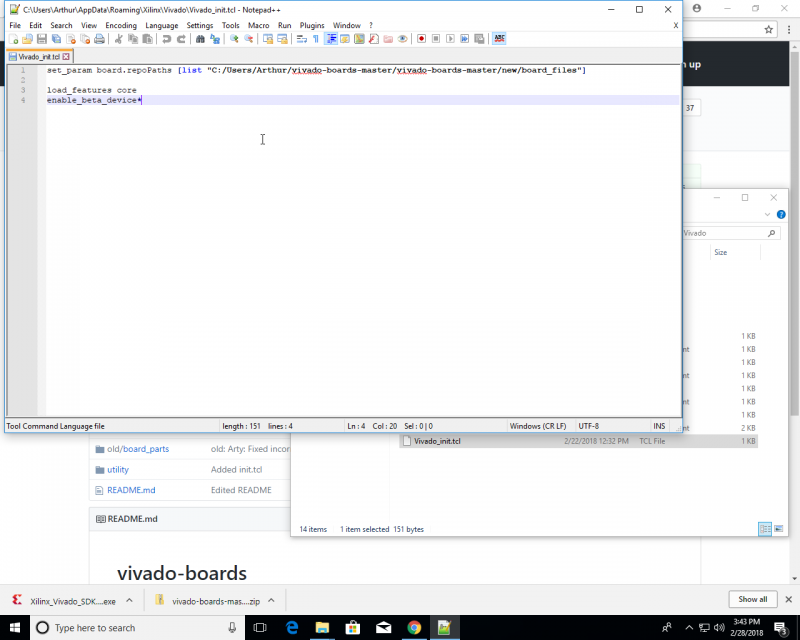 C:\Users\Arthur\AppData\Roaming\Xilinx\Vivado\Vivado_init.tcl - Notepad++
File Edit Search View Encoding Language Settings Tools Macro Run Plugins Window ? X
Vivado_init.tcl
1 set_param board.repoPaths [list "C:/Users/Arthur/vivado-boards-master/vivado-boards-master/new/board_files"]
2
3 load_features core
4 enable_beta_device*
n up
37
Vivado
Size
1 KB
nt 1 KB
1 KB
nt 1 KB
1 KB
nt 1 KB
1 KB
nt 2 KB
Tool Command Language file length : 151 lines : 4 Ln : 4 Col : 20 Sel : 0 | 0 Windows (CR LF) UTF-8 INS
Vivado_init.tcl 2/22/2018 12:32 PM TCL File 1 KB
old/board_parts old: Arty: Fixed incor
utility Added init.tcl
README.md Edited README
README.md
14 items 1 item selected 151 bytes
vivado-boards
Xilinx_Vivado_SDK....exe vivado-boards-mas....zip Show all
Type here to search
3:43 PM
2/28/2018
3